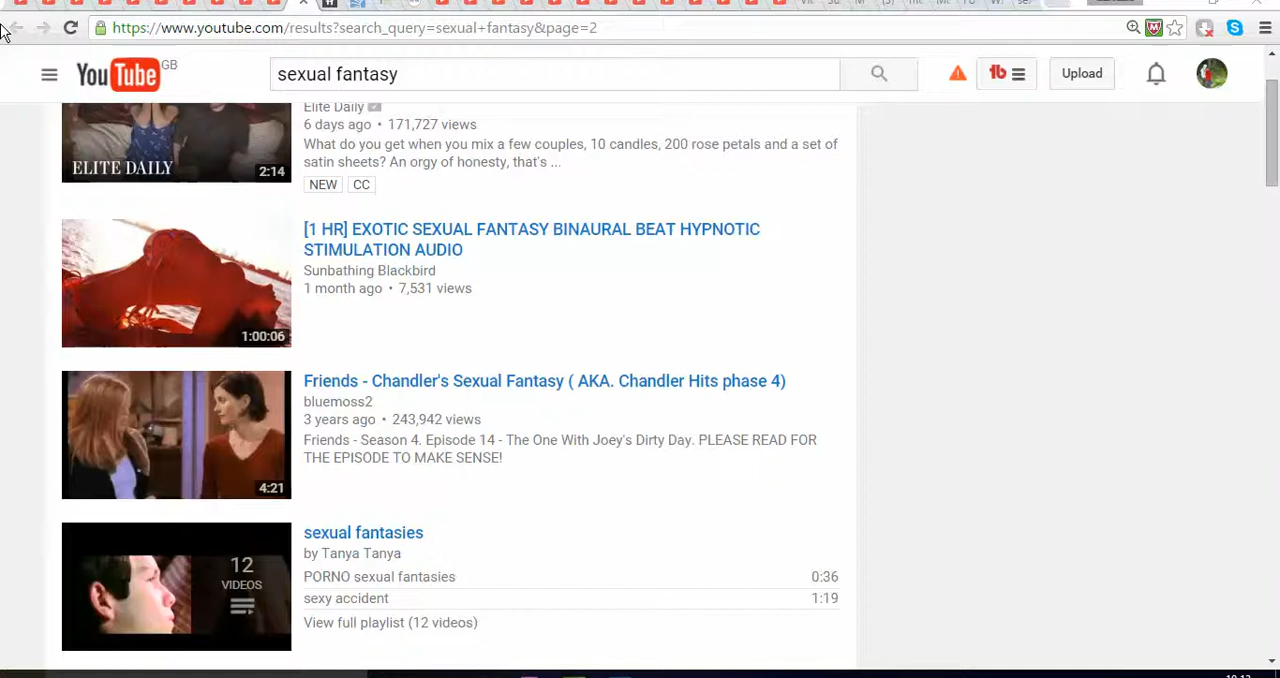 https://www.youtube.com/results?search_query=sexual+fantasy&page=2
YouTube GB
sexual fantasy
Upload
Elite Daily
6 days ago • 171,727 views
What do you get when you mix a few couples, 10 candles, 200 rose petals and a set of
satin sheets? An orgy of honesty, that's ...
NEW CC
ELITE DAILY
2:14
[1 HR] EXOTIC SEXUAL FANTASY BINAURAL BEAT HYPNOTIC
STIMULATION AUDIO
Sunbathing Blackbird
1 month ago • 7,531 views
1:00:06
Friends - Chandler's Sexual Fantasy ( AKA. Chandler Hits phase 4)
bluemoss2
3 years ago • 243,942 views
Friends - Season 4. Episode 14 - The One With Joey's Dirty Day. PLEASE READ FOR
THE EPISODE TO MAKE SENSE!
4:21
sexual fantasies
by Tanya Tanya
PORNO sexual fantasies 0:36
sexy accident 1:19
View full playlist (12 videos)
12
VIDEOS